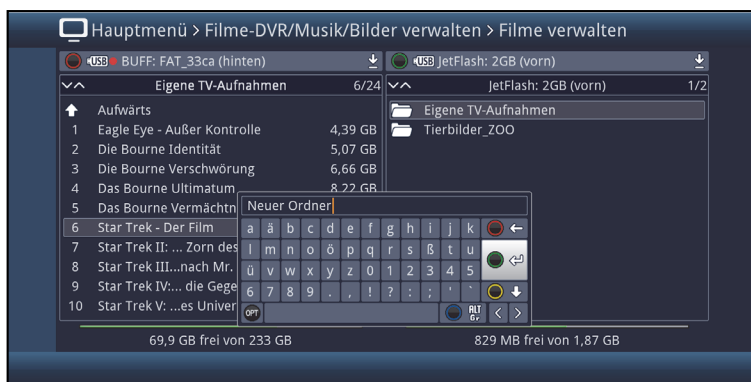 Hauptmenü > Filme-DVR/Musik/Bilder verwalten > Filme verwalten
USB BUFF: FAT_33ca (hinten)
USB JetFlash: 2GB (vorn)
Eigene TV-Aufnahmen 6/24
JetFlash: 2GB (vorn) 1/2
Aufwärts
1 Eagle Eye - Außer Kontrolle 4,39 GB
2 Die Bourne Identität 5,07 GB
3 Die Bourne Verschwörung 6,66 GB
4 Das Bourne Ultimatum 8,22 GB
5 Das Bourne Vermächtn
6 Star Trek - Der Film
7 Star Trek II: ... Zorn des
8 Star Trek III...nach Mr.
9 Star Trek IV:... die Gege
10 Star Trek V: ...es Univer
Eigene TV-Aufnahmen
Tierbilder_ZOO
Neuer Ordner
a ä b c d e f g h i j k
l m n o ö p q r s ß t u
ü v w x y z 0 1 2 3 4 5
6 7 8 9 . , ! ? : ; ' `
OPT ALT Gr < >
69,9 GB frei von 233 GB
829 MB frei von 1,87 GB